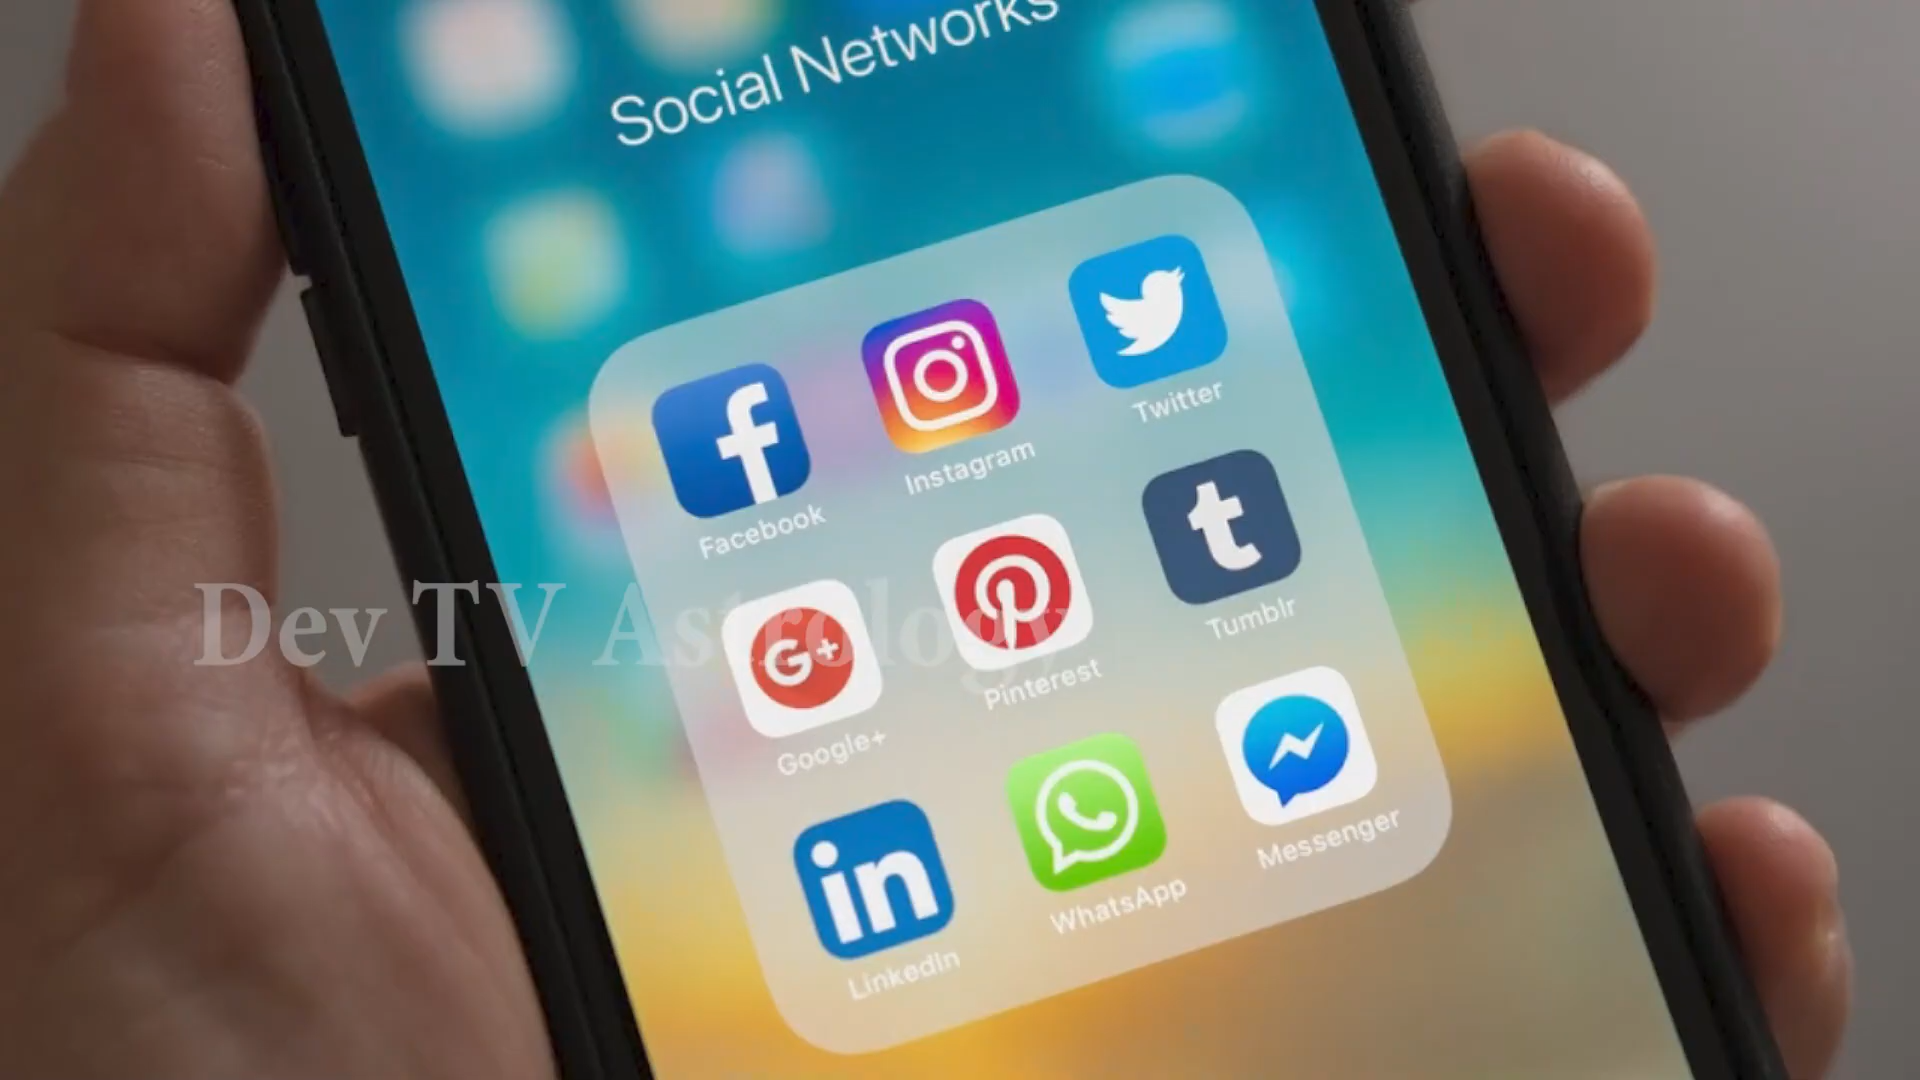 Social Networks
Facebook
Instagram
Twitter
Google+
Pinterest
Tumblr
LinkedIn
WhatsApp
Messenger
Dev TV Astrology